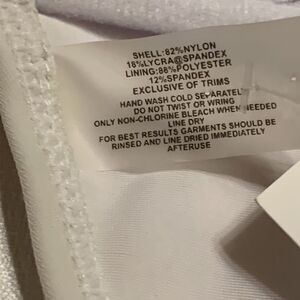 SHELL:82%NYLON
18%LYCRA@SPANDEX
LINING:88%POLYESTER
12%SPANDEX
EXCLUSIVE OF TRIMS
HAND WASH COLD SEPARATELY
DO NOT TWIST OR WRING
ONLY NON-CHLORINE BLEACH WHEN NEEDED
LINE DRY
FOR BEST RESULTS GARMENTS SHOULD BE
RINSED AND LINE DRIED IMMEDIATELY
AFTERUSE